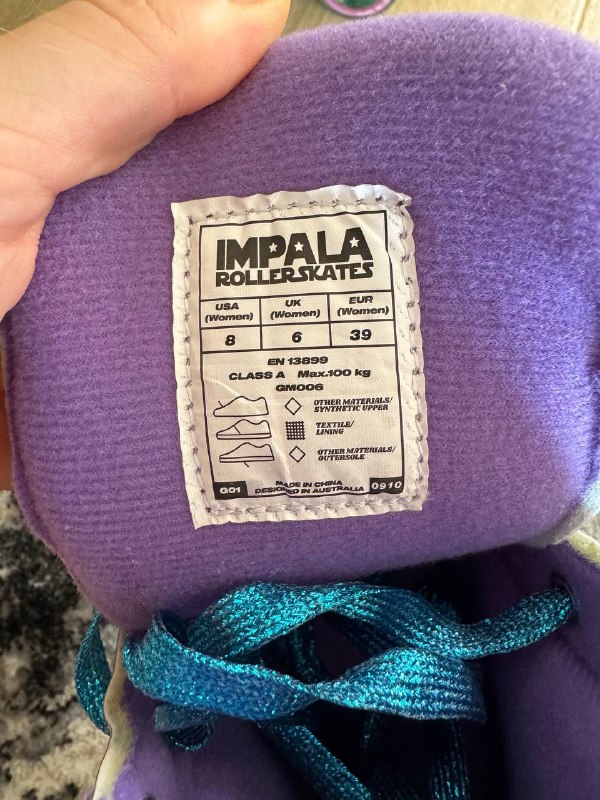 IMPALA
ROLLERSKATES
USA (Women) UK (Women) EUR (Women)
8 6 39
EN 13899
CLASS A Max.100 kg
GM006
OTHER MATERIALS/
SYNTHETIC UPPER
TEXTILE/
LINING
OTHER MATERIALS/
OUTERSOLE
MADE IN CHINA
G01 DESIGNED IN AUSTRALIA 0910